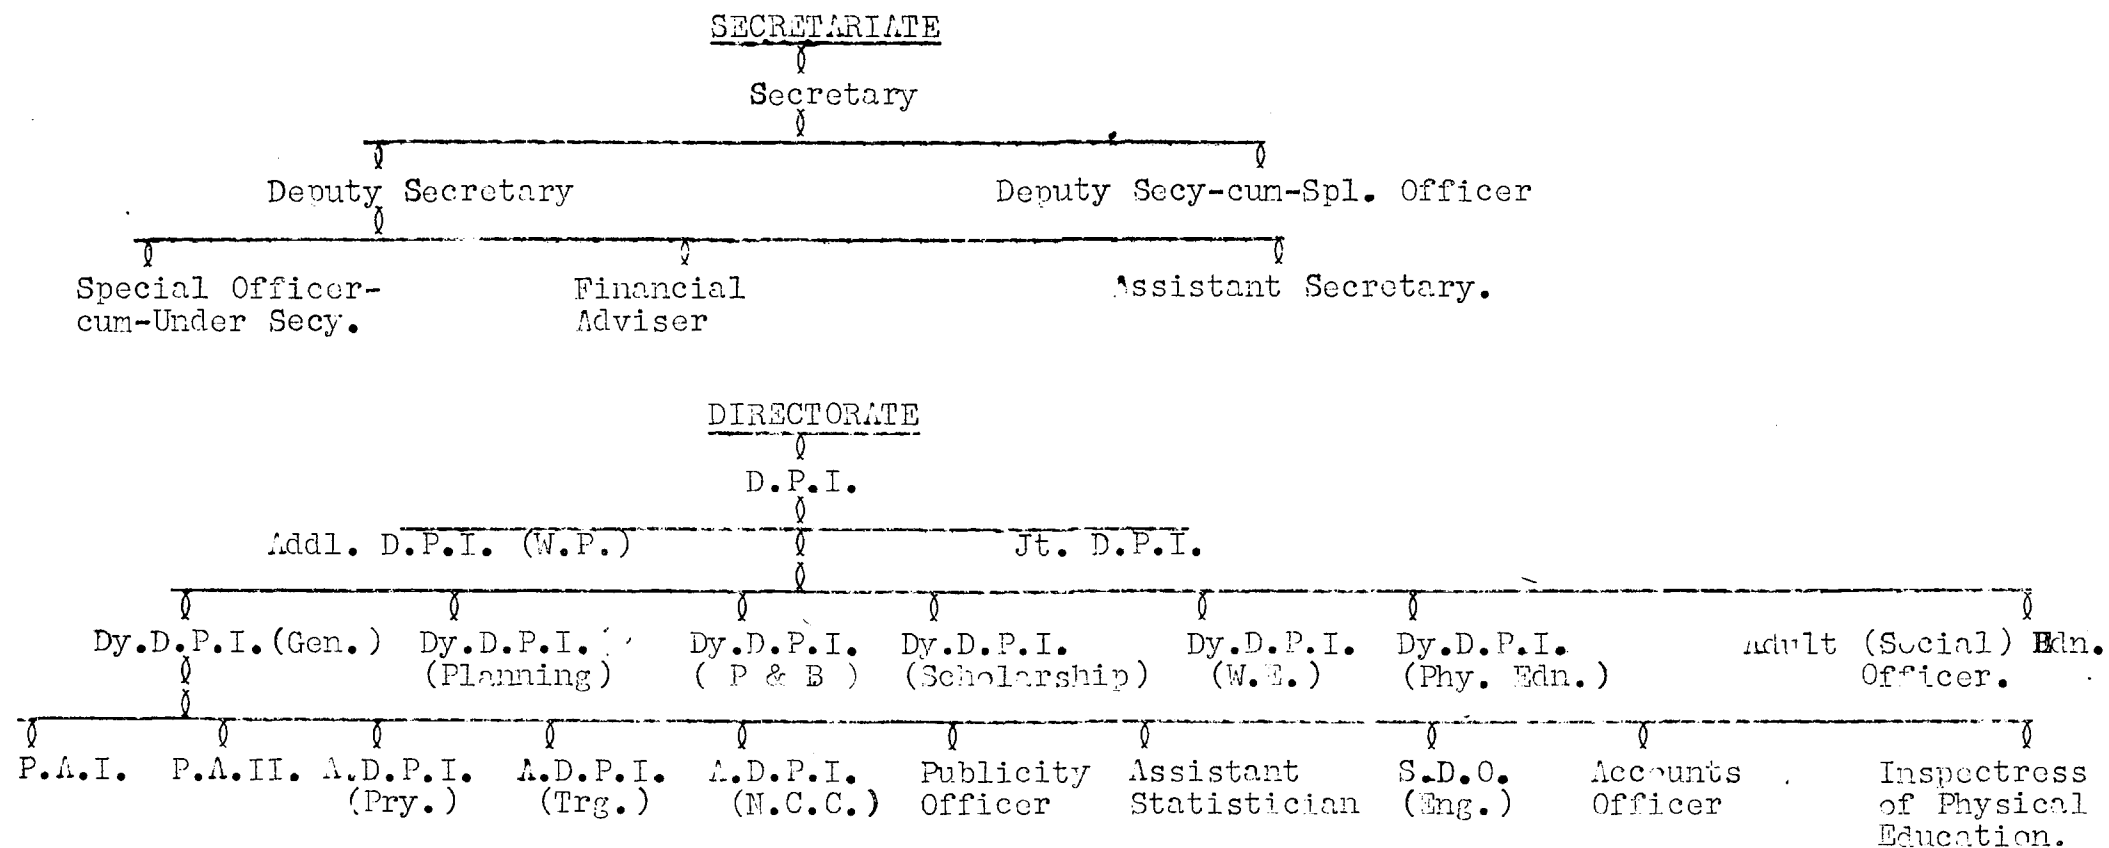 SECRETARIATE
Secretary
Deputy Secretary Deputy Secy-cum-Spl. Officer
Special Officer- Financial Assistant Secretary.
cum-Under Secy. Adviser
DIRECTORATE
D.P.I.
Addl. D.P.I. (W.P.) Jt. D.P.I.
Dy.D.P.I.(Gen.) Dy.D.P.I. Dy.D.P.I. Dy.D.P.I. Dy.D.P.I. Dy.D.P.I. Adult (Social) Edn.
(Planning) ( P & B ) (Scholarship) (W.E.) (Phy. Edn.) Officer.
P.A.I. P.A.II. A.D.P.I. A.D.P.I. A.D.P.I. Publicity Assistant S.D.O. Accounts Inspectress
(Pry.) (Trg.) (N.C.C.) Officer Statistician (Eng.) Officer of Physical
Education.